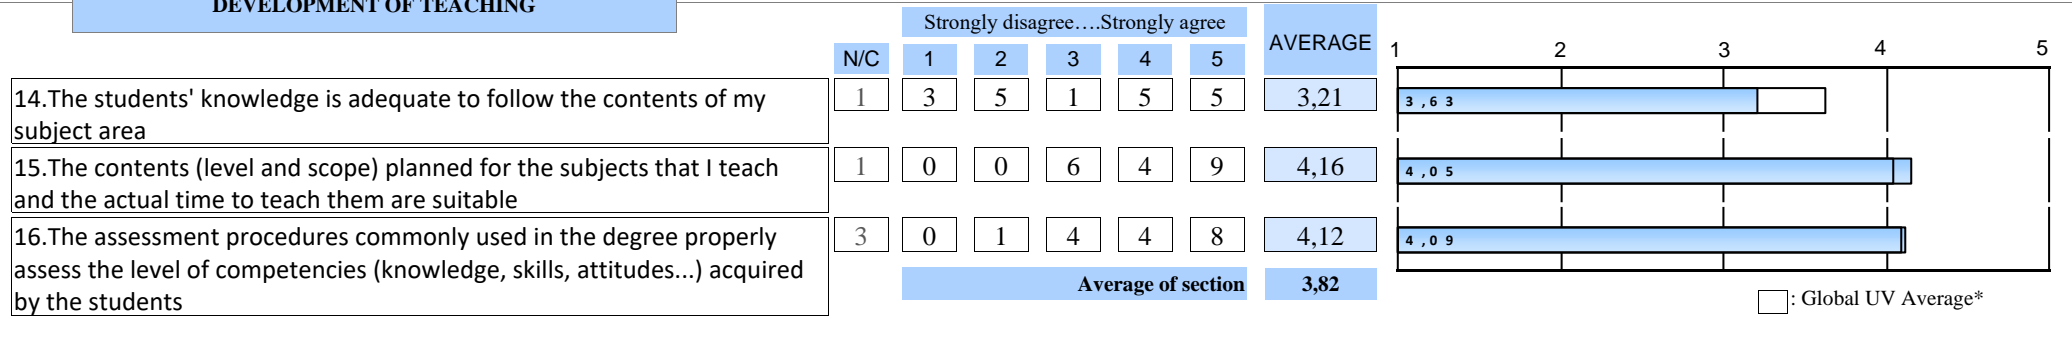 DEVELOPMENT OF TEACHING
Strongly disagree….Strongly agree
AVERAGE
N/C 1 2 3 4 5
1 2 3 4 5
14.The students' knowledge is adequate to follow the contents of my
subject area
1 3 5 1 5 5 3,21
3,63
15.The contents (level and scope) planned for the subjects that I teach
and the actual time to teach them are suitable
1 0 0 6 4 9 4,16
4,05
16.The assessment procedures commonly used in the degree properly
assess the level of competencies (knowledge, skills, attitudes...) acquired
by the students
3 0 1 4 4 8 4,12
4,09
Average of section 3,82
: Global UV Average*